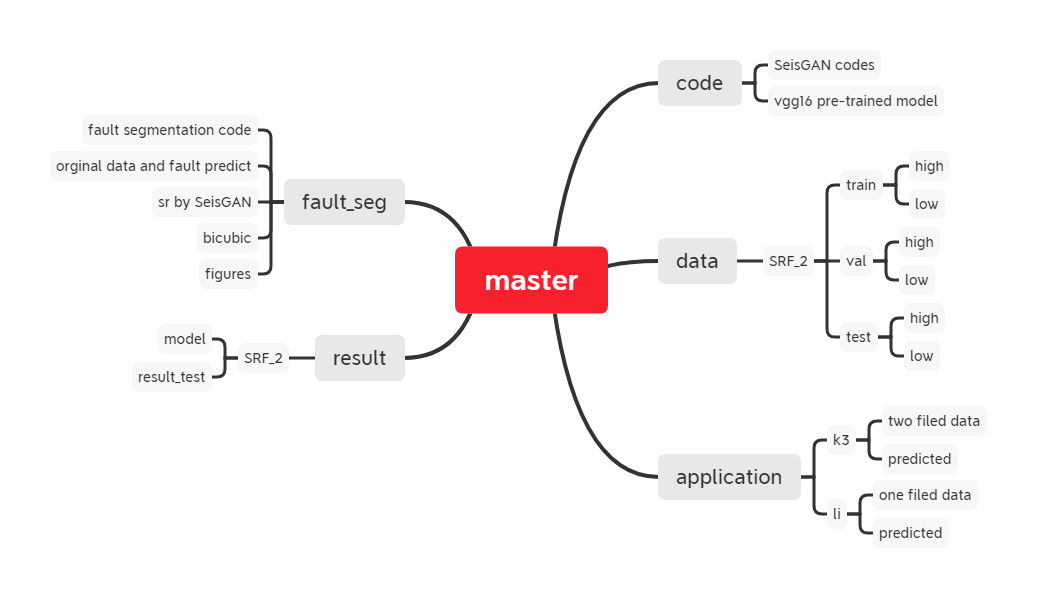 master
code
SeisGAN codes
vgg16 pre-trained model
data
SRF_2
train
high
low
val
high
low
test
high
low
application
k3
two filed data
predicted
li
one filed data
predicted
fault_seg
fault segmentation code
orginal data and fault predict
sr by SeisGAN
bicubic
figures
result
SRF_2
model
result_test